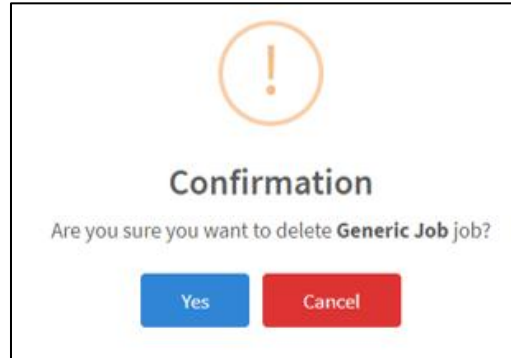 !
Confirmation
Are you sure you want to delete Generic Job job?
Yes Cancel